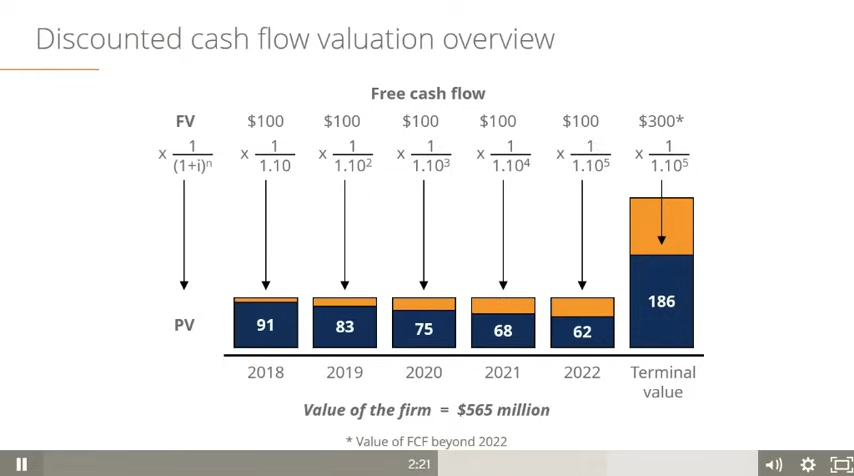 Discounted cash flow valuation overview
Free cash flow
FV $100 $100 $100 $100 $100 $300*
x 1/(1+i)ⁿ x 1/1.10 x 1/1.10² x 1/1.10³ x 1/1.10⁴ x 1/1.10⁵ x 1/1.10⁵
PV 91 83 75 68 62 186
2018 2019 2020 2021 2022 Terminal
value
Value of the firm = $565 million
* Value of FCF beyond 2022
2:21